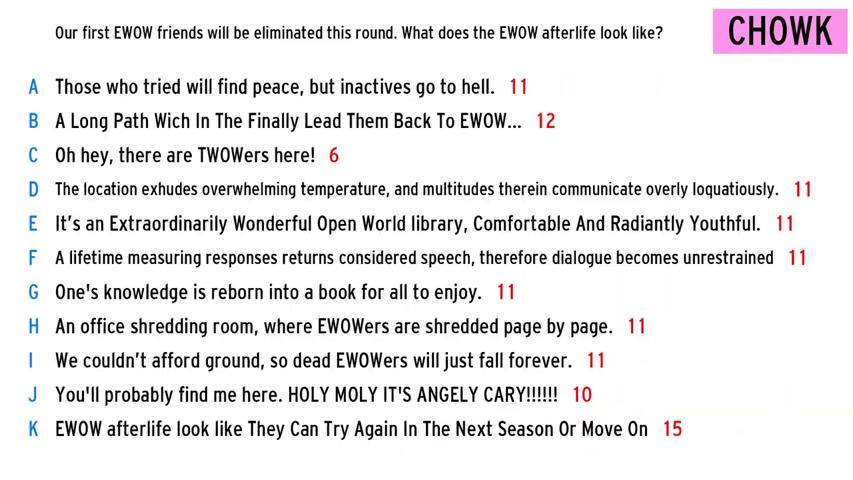 Our first EWOW friends will be eliminated this round. What does the EWOW afterlife look like?
CHOWK
A Those who tried will find peace, but inactives go to hell. 11
B A Long Path Wich In The Finally Lead Them Back To EWOW... 12
C Oh hey, there are TWOWers here! 6
D The location exhudes overwhelming temperature, and multitudes therein communicate overly loquatiously. 11
E It's an Extraordinarily Wonderful Open World library, Comfortable And Radiantly Youthful. 11
F A lifetime measuring responses returns considered speech, therefore dialogue becomes unrestrained 11
G One's knowledge is reborn into a book for all to enjoy. 11
H An office shredding room, where EWOWers are shredded page by page. 11
I We couldn't afford ground, so dead EWOWers will just fall forever. 11
J You'll probably find me here. HOLY MOLY IT'S ANGELY CARY!!!!!! 10
K EWOW afterlife look like They Can Try Again In The Next Season Or Move On 15